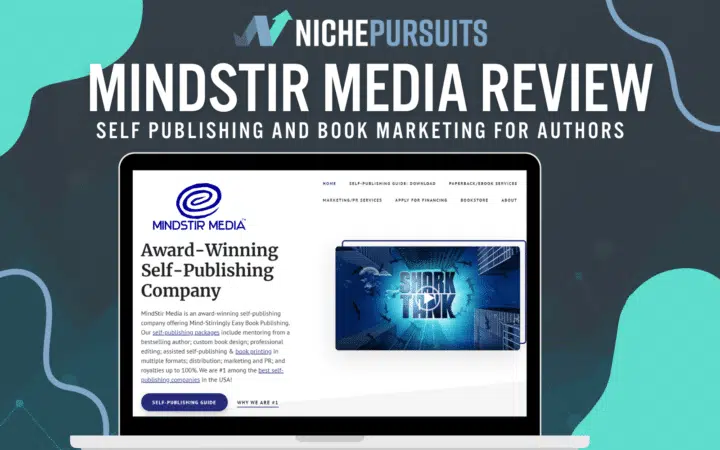 NICHEPURSUITS
MINDSTIR MEDIA REVIEW
SELF PUBLISHING AND BOOK MARKETING FOR AUTHORS
HOME SELF-PUBLISHING GUIDE: DOWNLOAD PAPERBACK/EBOOK SERVICES
MARKETING/PR SERVICES APPLY FOR FINANCING BOOKSTORE ABOUT
MINDSTIR MEDIA
Award-Winning
Self-Publishing
Company
SHARK
TANK
MindStir Media is an award-winning self-publishing
company offering Mind-Stirringly Easy Book Publishing.
Our self-publishing packages include mentoring from a
bestselling author; custom book design; professional
editing; assisted self-publishing & book printing in
multiple formats; distribution; marketing and PR; and
royalties up to 100%. We are #1 among the best self-
publishing companies in the USA!
SELF-PUBLISHING GUIDE WHY WE ARE #1